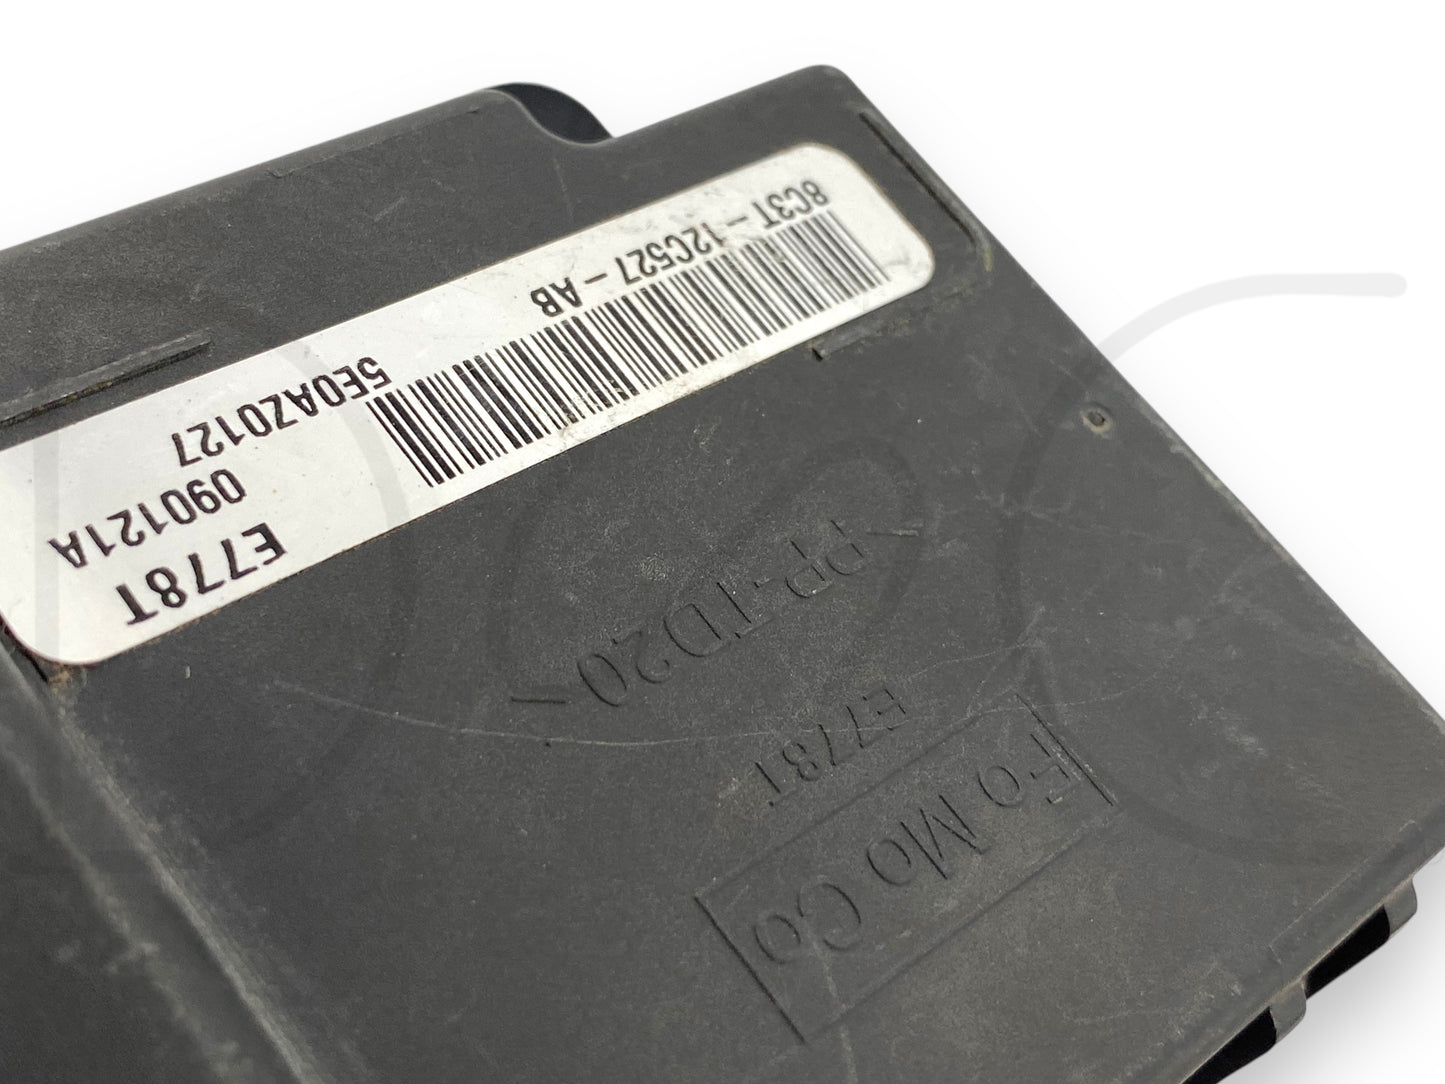 8C3T-12C527-AB
5E0AZ0127
090121A
E778T
>PP-TD20<
E778T
Fo Mo Co